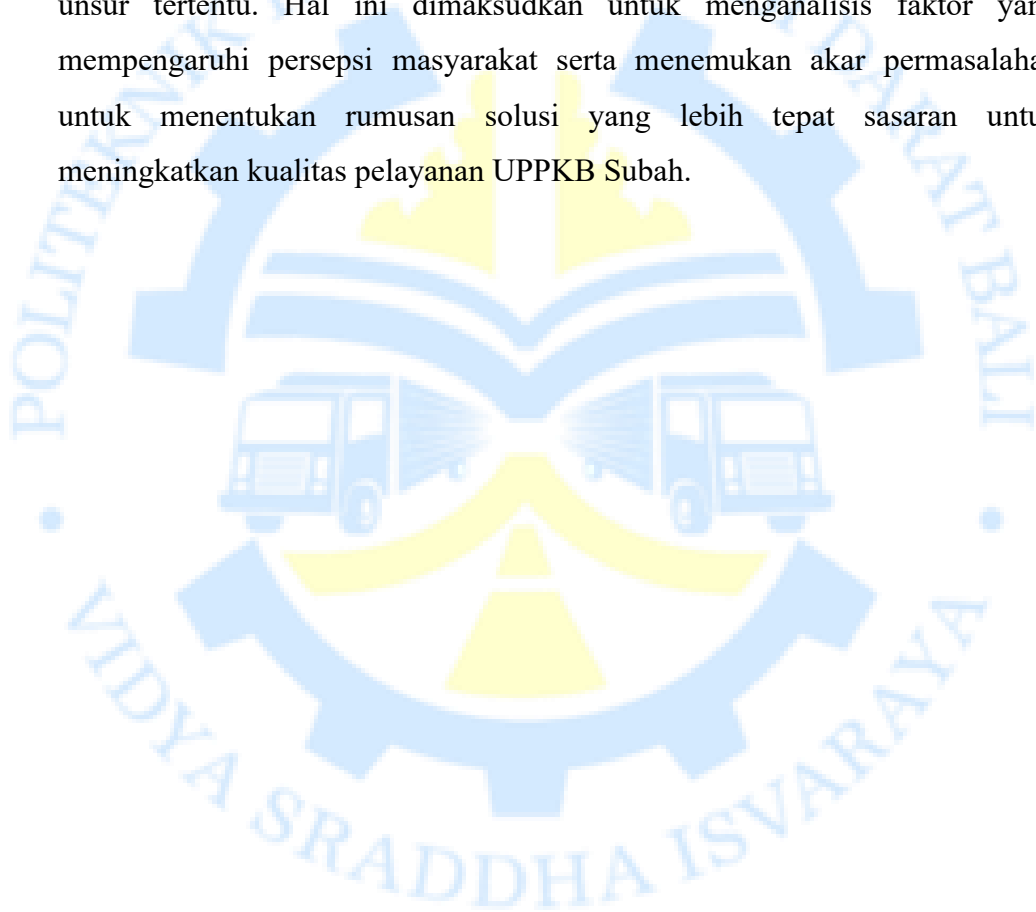 unsur tertentu. Hal ini dimaksudkan untuk menganalisis faktor yan
mempengaruhi persepsi masyarakat serta menemukan akar permasalaha
untuk menentukan rumusan solusi yang lebih tepat sasaran untu
meningkatkan kualitas pelayanan UPPKB Subah.
POLITEKNIK
DARAT BALI
VIDYA SRADDHA ISVARAYA